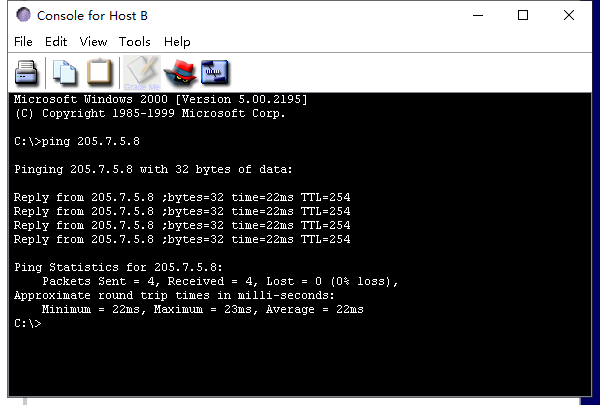 Console for Host B
File Edit View Tools Help
Grade Me
Microsoft Windows 2000 [Version 5.00.2195]
(C) Copyright 1985-1999 Microsoft Corp.
C:\>ping 205.7.5.8
Pinging 205.7.5.8 with 32 bytes of data:
Reply from 205.7.5.8 ;bytes=32 time=22ms TTL=254
Reply from 205.7.5.8 ;bytes=32 time=22ms TTL=254
Reply from 205.7.5.8 ;bytes=32 time=22ms TTL=254
Reply from 205.7.5.8 ;bytes=32 time=22ms TTL=254
Ping Statistics for 205.7.5.8:
Packets Sent = 4, Received = 4, Lost = 0 (0% loss),
Approximate round trip times in milli-seconds:
Minimum = 22ms, Maximum = 23ms, Average = 22ms
C:\>